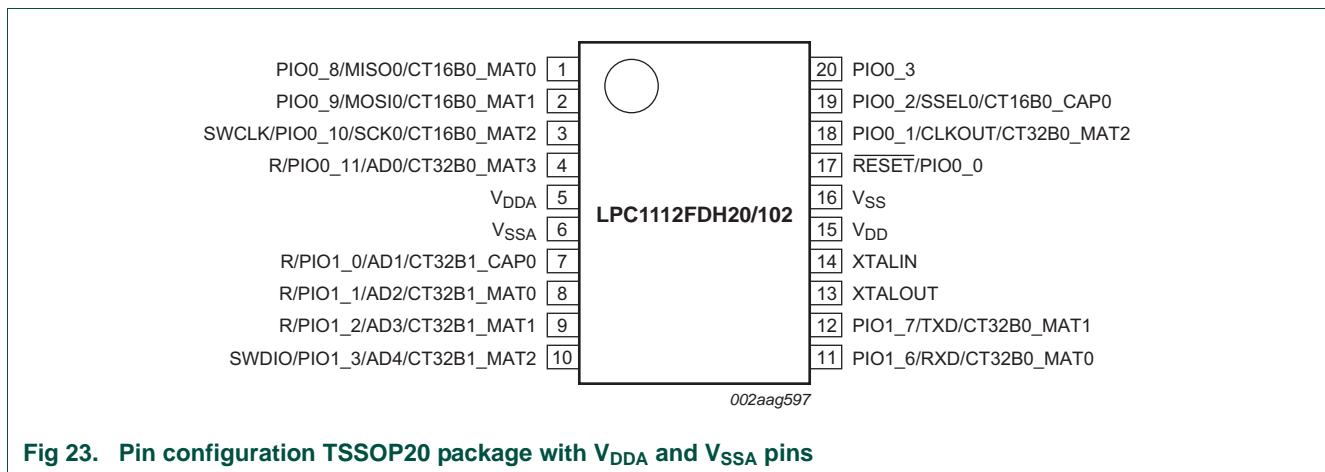 PIO0_8/MISO0/CT16B0_MAT0 1
PIO0_9/MOSI0/CT16B0_MAT1 2
SWCLK/PIO0_10/SCK0/CT16B0_MAT2 3
R/PIO0_11/AD0/CT32B0_MAT3 4
VDDA 5
VSSA 6
R/PIO1_0/AD1/CT32B1_CAP0 7
R/PIO1_1/AD2/CT32B1_MAT0 8
R/PIO1_2/AD3/CT32B1_MAT1 9
SWDIO/PIO1_3/AD4/CT32B1_MAT2 10
LPC1112FDH20/102
20 PIO0_3
19 PIO0_2/SSEL0/CT16B0_CAP0
18 PIO0_1/CLKOUT/CT32B0_MAT2
17 RESET/PIO0_0
16 VSS
15 VDD
14 XTALIN
13 XTALOUT
12 PIO1_7/TXD/CT32B0_MAT1
11 PIO1_6/RXD/CT32B0_MAT0
002aag597
Fig 23. Pin configuration TSSOP20 package with VDDA and VSSA pins